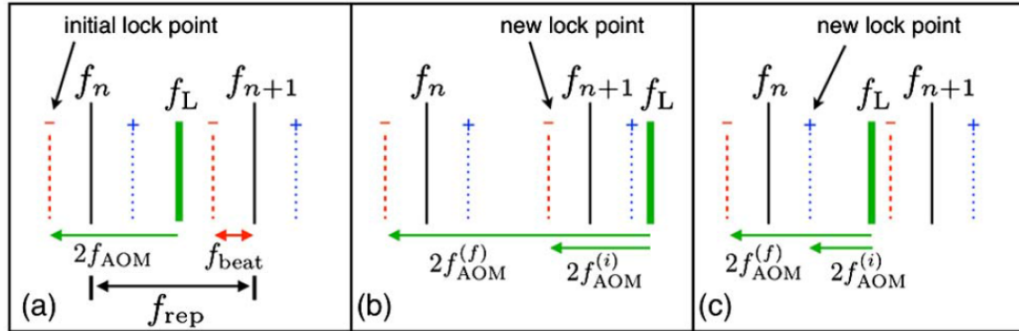 initial lock point
f_n
f_L
f_{n+1}
− + − +
2f_AOM
f_beat
f_rep
(a)
new lock point
f_n
f_{n+1}
f_L
− + − +
2f_AOM^{(f)}
2f_AOM^{(i)}
(b)
new lock point
f_n
f_L
f_{n+1}
− + − +
2f_AOM^{(f)}
2f_AOM^{(i)}
(c)